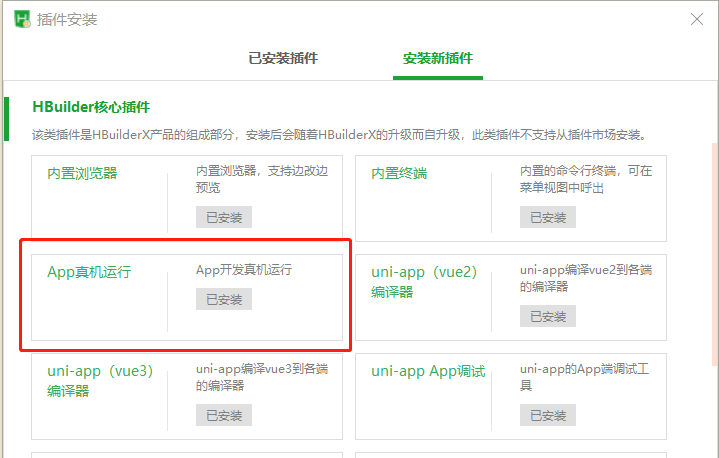 插件安装
已安装插件
安装新插件
HBuilder核心插件
该类插件是HBuilderX产品的组成部分，安装后会随着HBuilderX的升级而自升级，此类插件不支持从插件市场安装。
内置浏览器
内置浏览器，支持边改边
预览
已安装
内置终端
内置的命令行终端，可在
菜单视图中呼出
已安装
App真机运行
App开发真机运行
已安装
uni-app（vue2）
编译器
uni-app编译vue2到各端
的编译器
已安装
uni-app（vue3）
编译器
uni-app编译vue3到各端
的编译器
已安装
uni-app App调试
uni-app的App端调试工
具
已安装